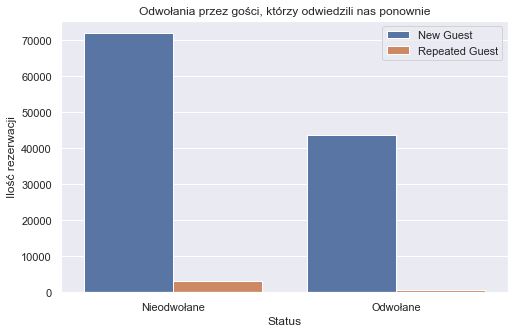 Odwołania przez gości, którzy odwiedzili nas ponownie
New Guest
Repeated Guest
70000
60000
50000
40000
30000
20000
10000
0
Ilość rezerwacji
Nieodwołane
Odwołane
Status